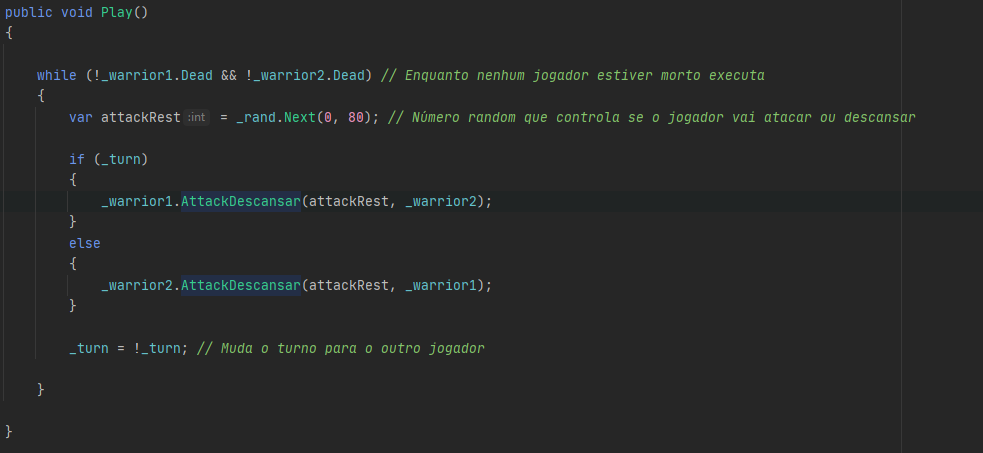 public void Play()
{
while (!_warrior1.Dead && !_warrior2.Dead) // Enquanto nenhum jogador estiver morto executa
{
var attackRest :int = _rand.Next(0, 80); // Número random que controla se o jogador vai atacar ou descansar
if (_turn)
{
_warrior1.AttackDescansar(attackRest, _warrior2);
}
else
{
_warrior2.AttackDescansar(attackRest, _warrior1);
}
_turn = !_turn; // Muda o turno para o outro jogador
}
}